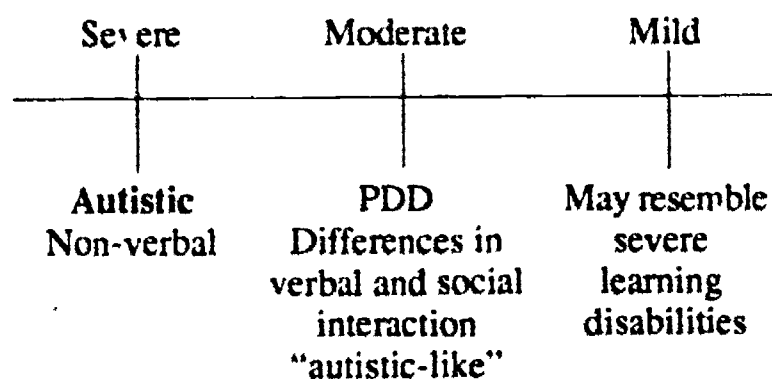 Severe Moderate Mild
Autistic PDD May resemble
Non-verbal Differences in severe
verbal and social learning
interaction disabilities
"autistic-like"